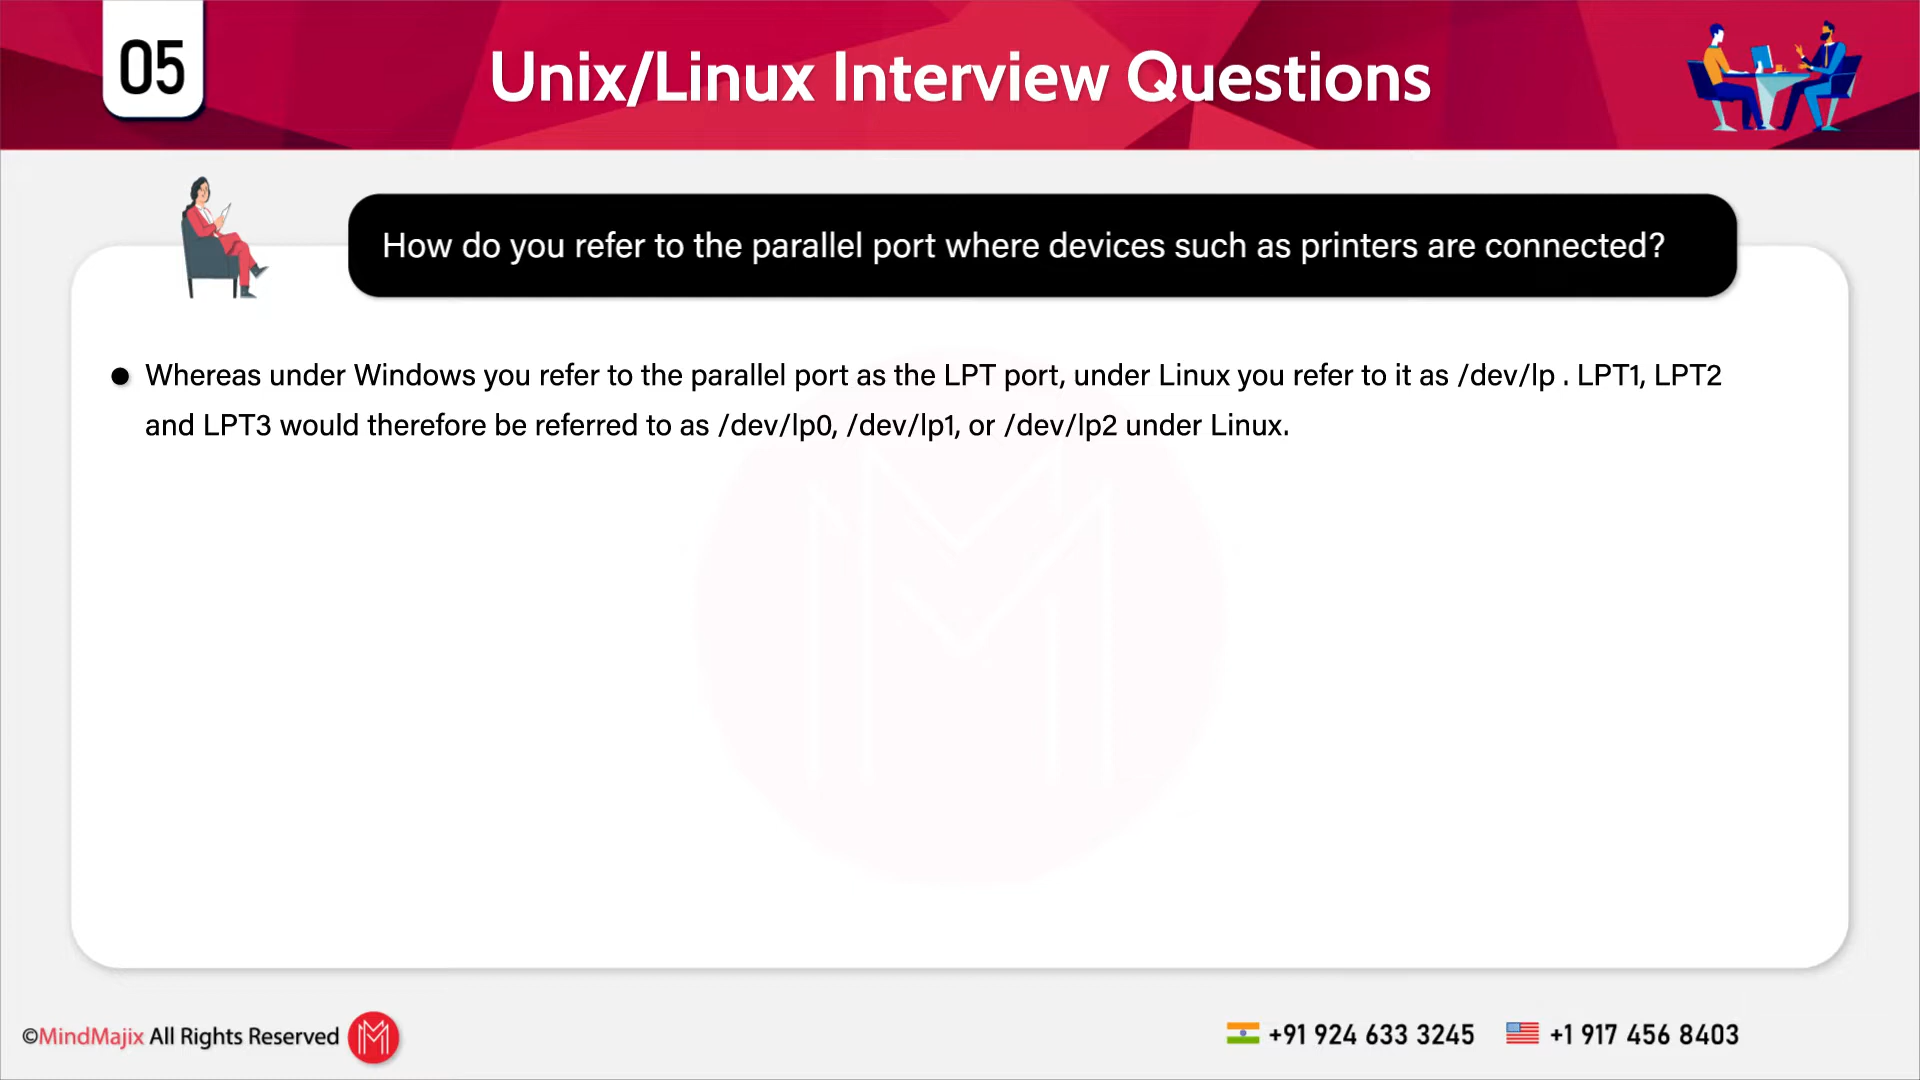 05
Unix/Linux Interview Questions
How do you refer to the parallel port where devices such as printers are connected?
● Whereas under Windows you refer to the parallel port as the LPT port, under Linux you refer to it as /dev/lp . LPT1, LPT2
and LPT3 would therefore be referred to as /dev/lp0, /dev/lp1, or /dev/lp2 under Linux.
©MindMajix All Rights Reserved
+91 924 633 3245
+1 917 456 8403